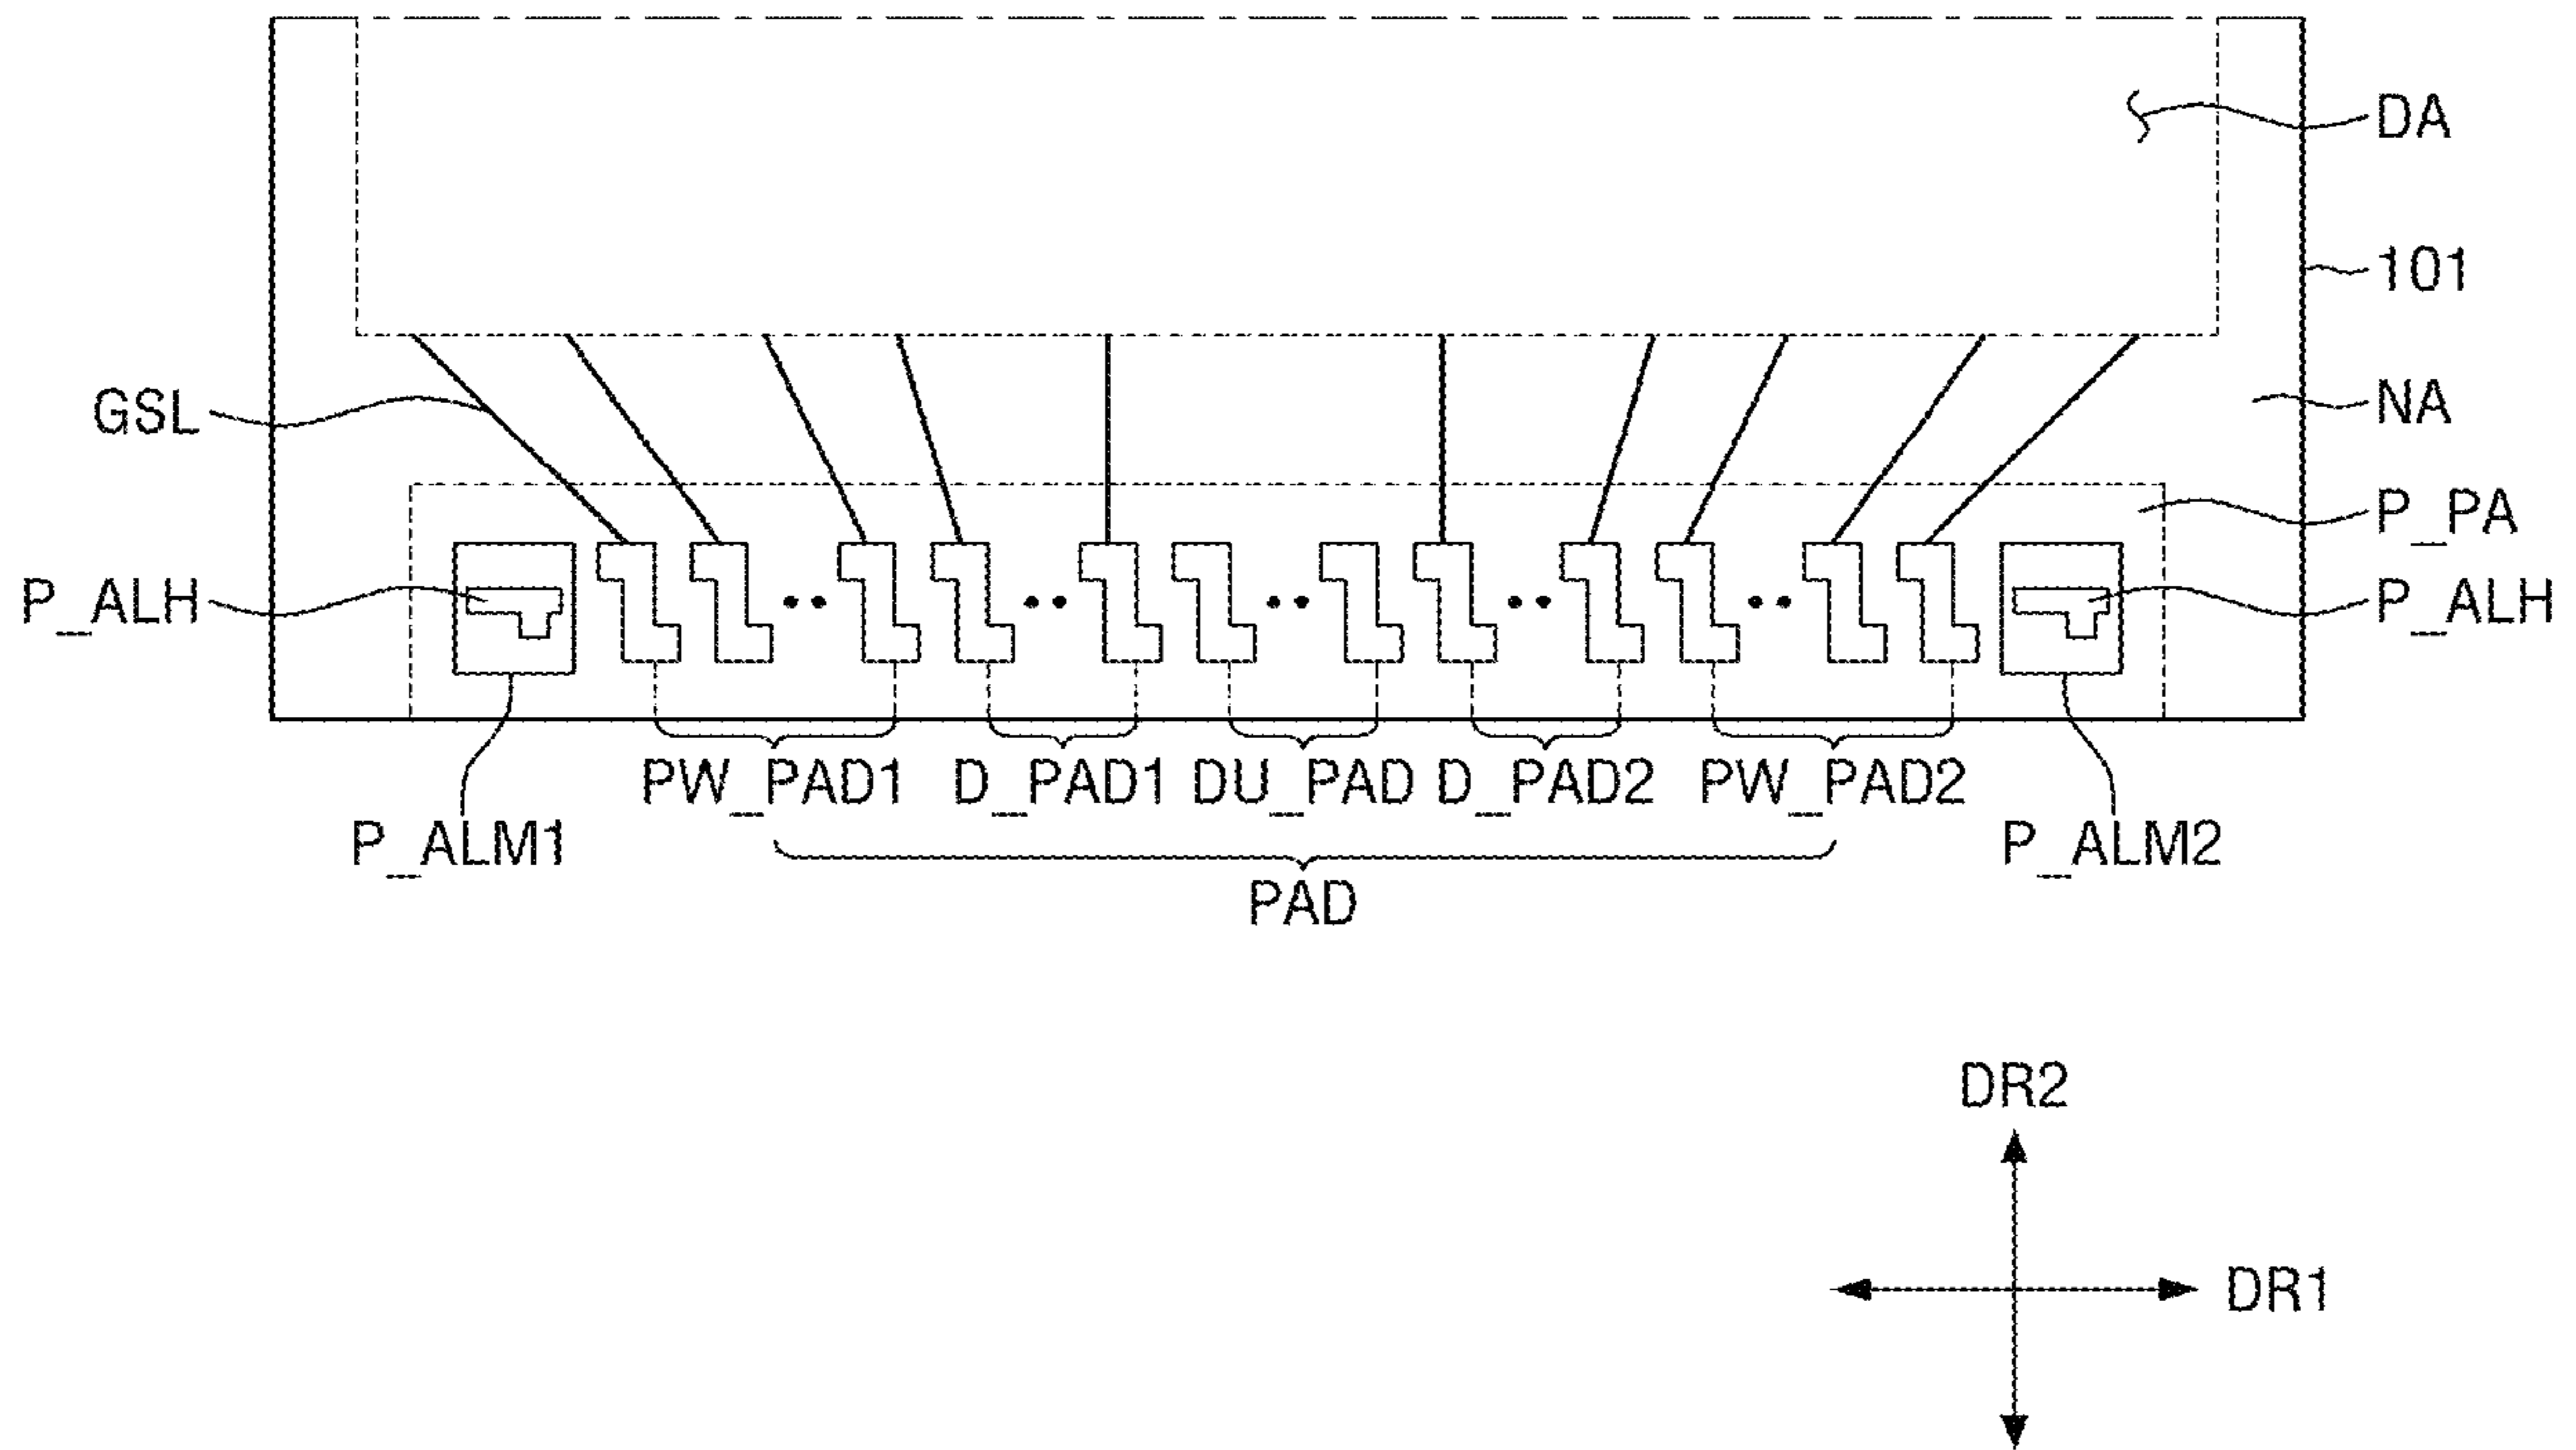 DA
101
GSL
NA
P_PA
P_ALH
P_ALH
PW_PAD1 D_PAD1 DU_PAD D_PAD2 PW_PAD2
P_ALM1
P_ALM2
PAD
DR2
DR1